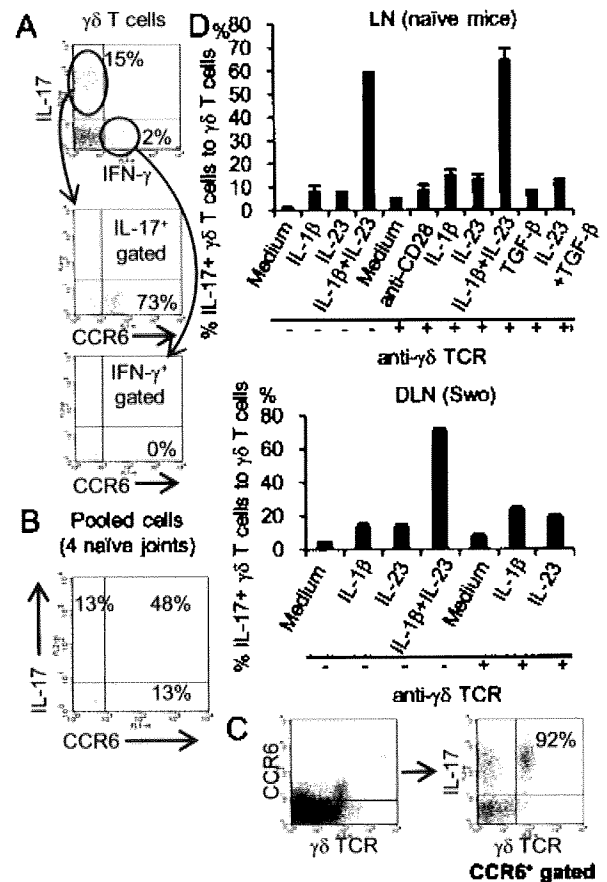 A
γδ T cells
15%
2%
IL-17
IFN-γ
IL-17⁺
gated
73%
CCR6
IFN-γ⁺
gated
0%
CCR6
B
Pooled cells
(4 naïve joints)
13%
48%
13%
IL-17
CCR6
D
%
LN (naïve mice)
80
70
60
50
40
30
20
10
0
% IL-17+ γδ T cells to γδ T cells
Medium
IL-1β
IL-23
IL-1β+IL-23
Medium
anti-CD28
IL-1β
IL-23
IL-1β+IL-23
TGF-β
IL-23
+TGF-β
- - - - + + + + + + +
anti-γδ TCR
DLN (Swo)
%
80
60
40
20
0
% IL-17+ γδ T cells to γδ T cells
Medium
IL-1β
IL-23
IL-1β+IL-23
Medium
IL-1β
IL-23
- - - - + + +
anti-γδ TCR
C
CCR6
γδ TCR
IL-17
92%
γδ TCR
CCR6⁺ gated